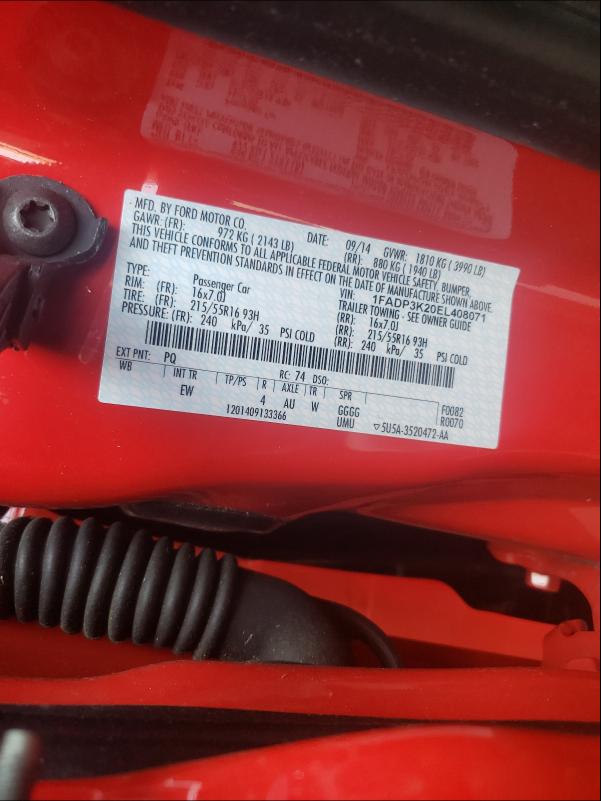 MFD. BY FORD MOTOR CO. DATE: 09/14 GVWR: 1810 KG ( 3990 LB)
GAWR: (FR): 972 KG ( 2143 LB) (RR): 880 KG ( 1940 LB)
THIS VEHICLE CONFORMS TO ALL APPLICABLE FEDERAL MOTOR VEHICLE SAFETY, BUMPER,
AND THEFT PREVENTION STANDARDS IN EFFECT ON THE DATE OF MANUFACTURE SHOWN ABOVE.
VIN: 1FADP3K20EL408071
TYPE: Passenger Car TRAILER TOWING - SEE OWNER GUIDE
RIM: (FR): 16x7.0J (RR): 16x7.0J
TIRE: (FR): 215/55R16 93H (RR): 215/55R16 93H
PRESSURE: (FR): 240 kPa/ 35 PSI COLD (RR): 240 kPa/ 35 PSI COLD
EXT PNT: PQ RC: 74 DSO:
WB INT TR TP/PS R AXLE TR SPR F0082
EW 4 AU W GGGG R0070
1201409133366 UMU ▽5U5A-3520472-AA